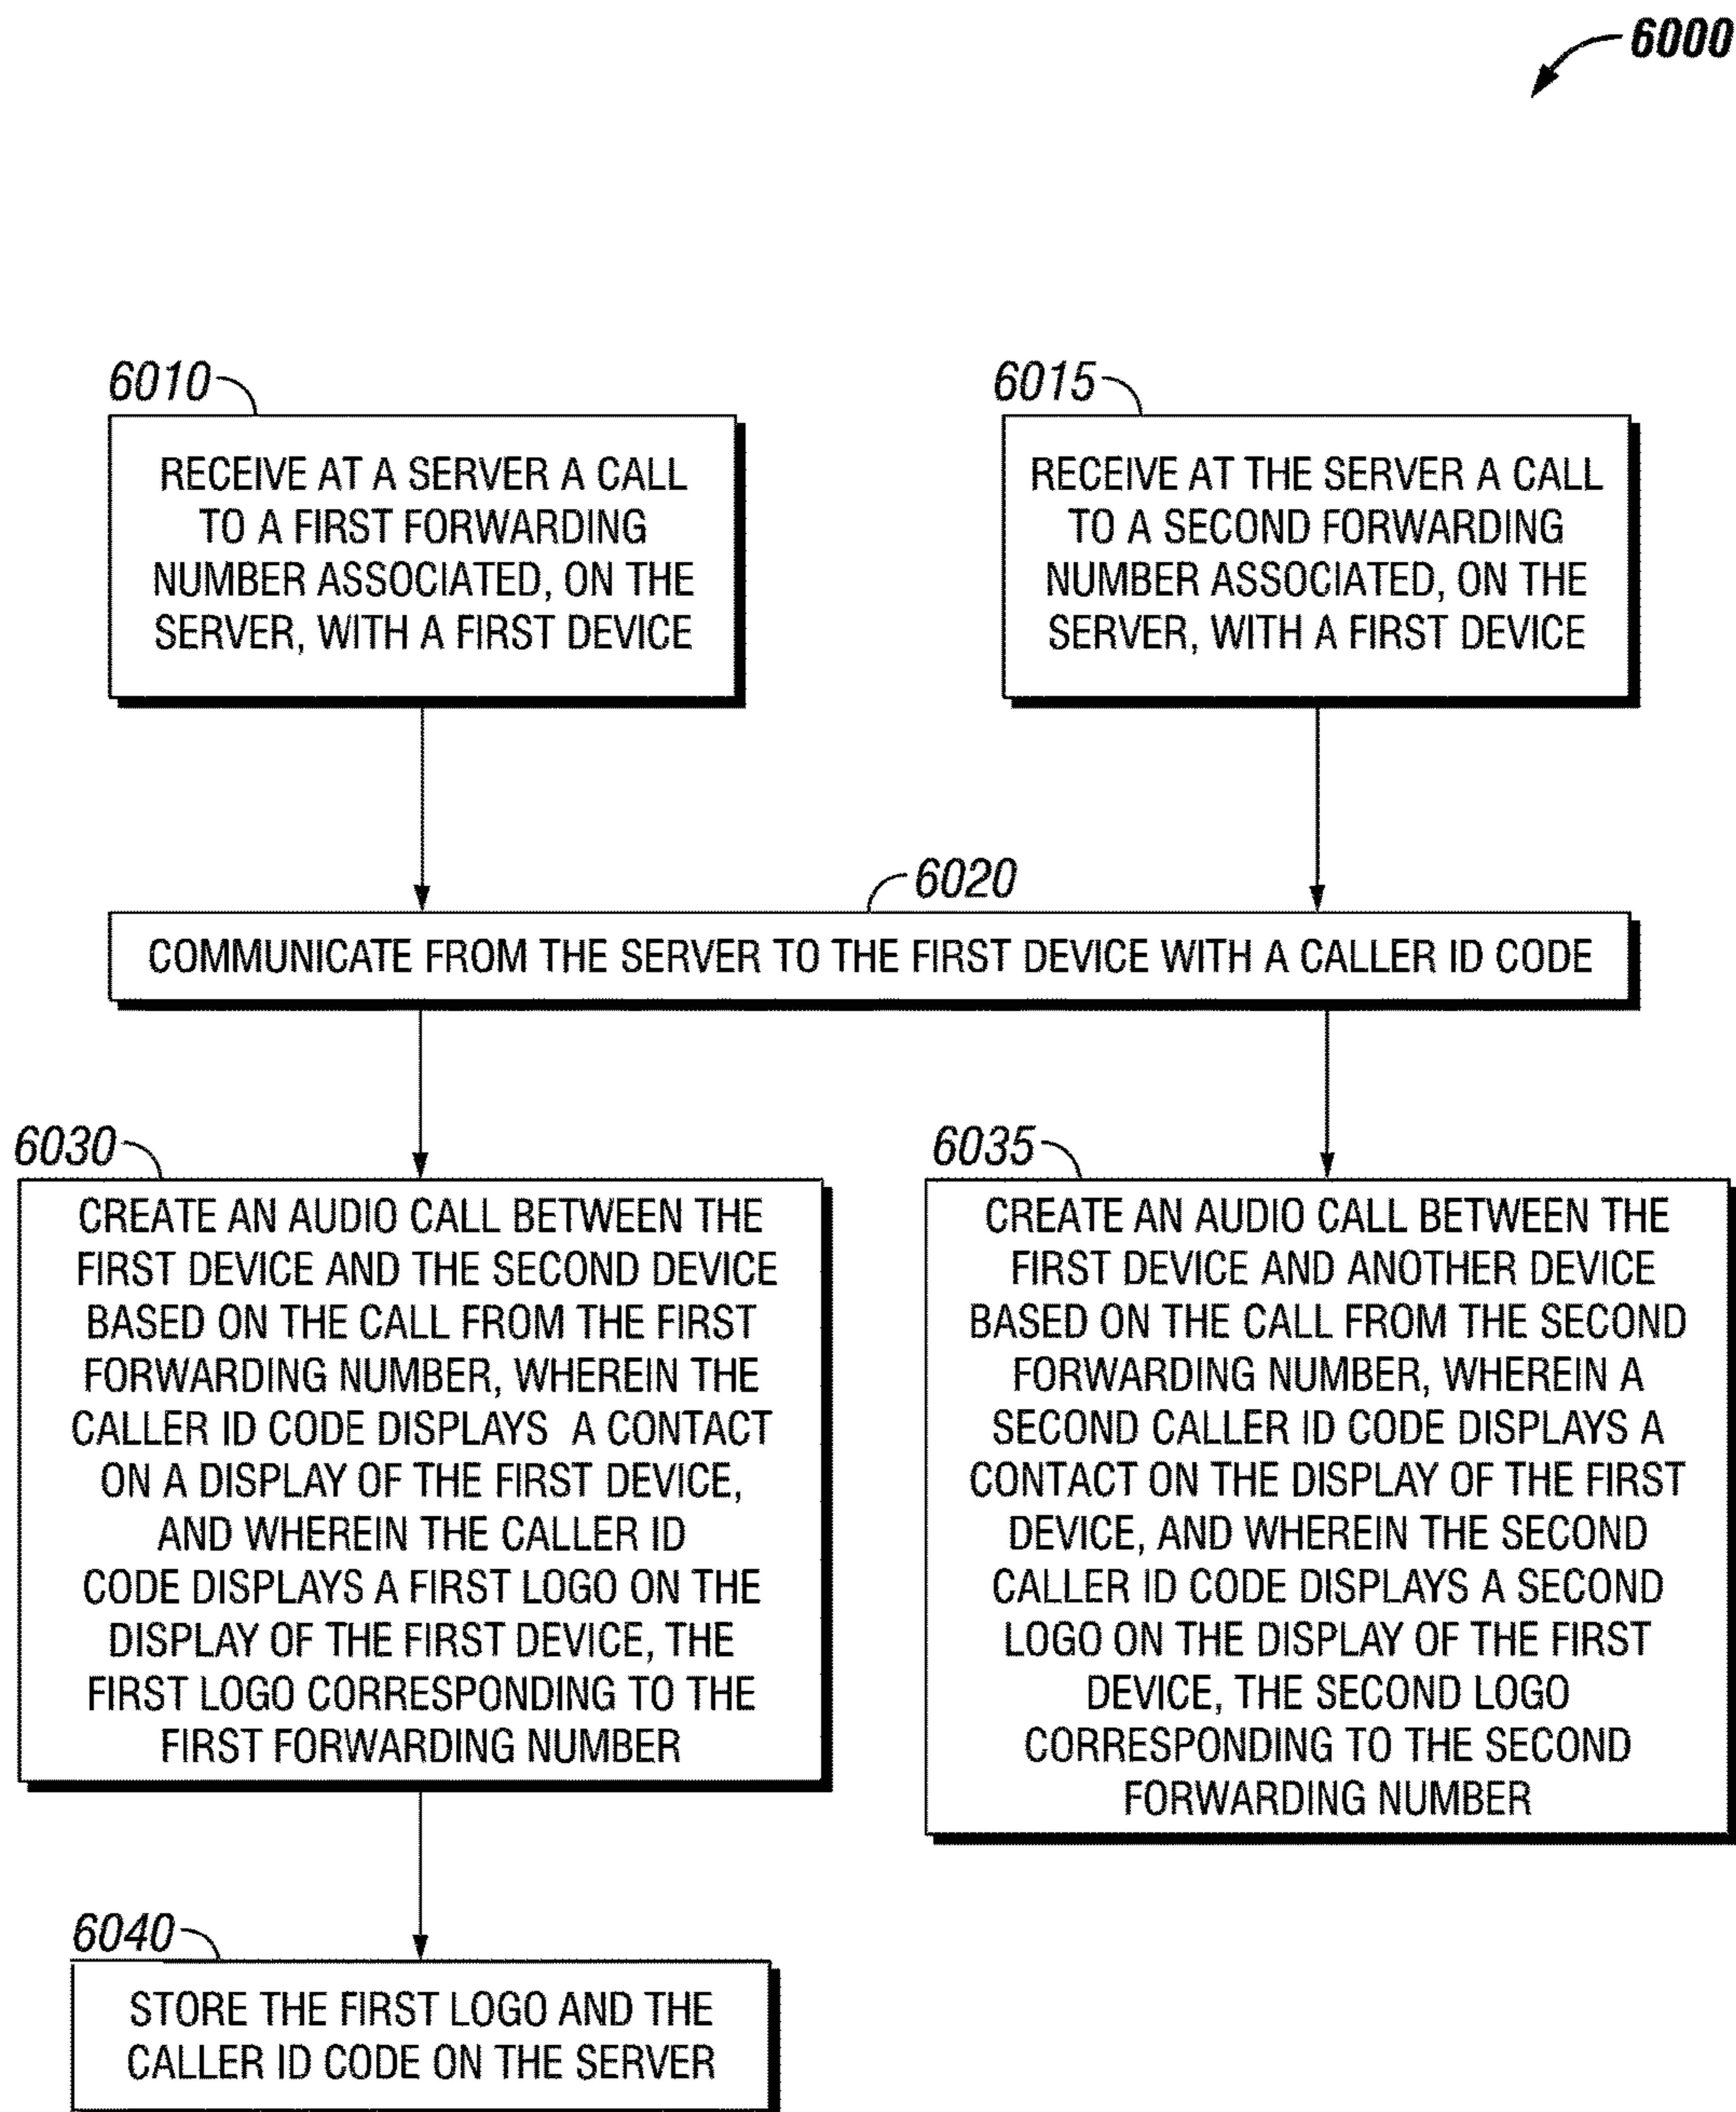 6000
6010
RECEIVE AT A SERVER A CALL
TO A FIRST FORWARDING
NUMBER ASSOCIATED, ON THE
SERVER, WITH A FIRST DEVICE
6015
RECEIVE AT THE SERVER A CALL
TO A SECOND FORWARDING
NUMBER ASSOCIATED, ON THE
SERVER, WITH A FIRST DEVICE
6020
COMMUNICATE FROM THE SERVER TO THE FIRST DEVICE WITH A CALLER ID CODE
6030
CREATE AN AUDIO CALL BETWEEN THE
FIRST DEVICE AND THE SECOND DEVICE
BASED ON THE CALL FROM THE FIRST
FORWARDING NUMBER, WHEREIN THE
CALLER ID CODE DISPLAYS A CONTACT
ON A DISPLAY OF THE FIRST DEVICE,
AND WHEREIN THE CALLER ID
CODE DISPLAYS A FIRST LOGO ON THE
DISPLAY OF THE FIRST DEVICE, THE
FIRST LOGO CORRESPONDING TO THE
FIRST FORWARDING NUMBER
6035
CREATE AN AUDIO CALL BETWEEN THE
FIRST DEVICE AND ANOTHER DEVICE
BASED ON THE CALL FROM THE SECOND
FORWARDING NUMBER, WHEREIN A
SECOND CALLER ID CODE DISPLAYS A
CONTACT ON THE DISPLAY OF THE FIRST
DEVICE, AND WHEREIN THE SECOND
CALLER ID CODE DISPLAYS A SECOND
LOGO ON THE DISPLAY OF THE FIRST
DEVICE, THE SECOND LOGO
CORRESPONDING TO THE SECOND
FORWARDING NUMBER
6040
STORE THE FIRST LOGO AND THE
CALLER ID CODE ON THE SERVER